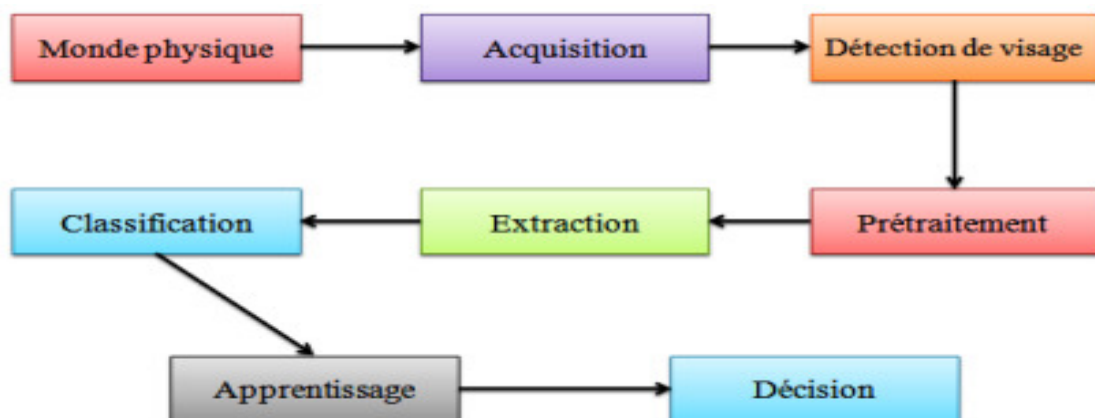 Monde physique
Acquisition
Détection de visage
Prétraitement
Extraction
Classification
Apprentissage
Décision